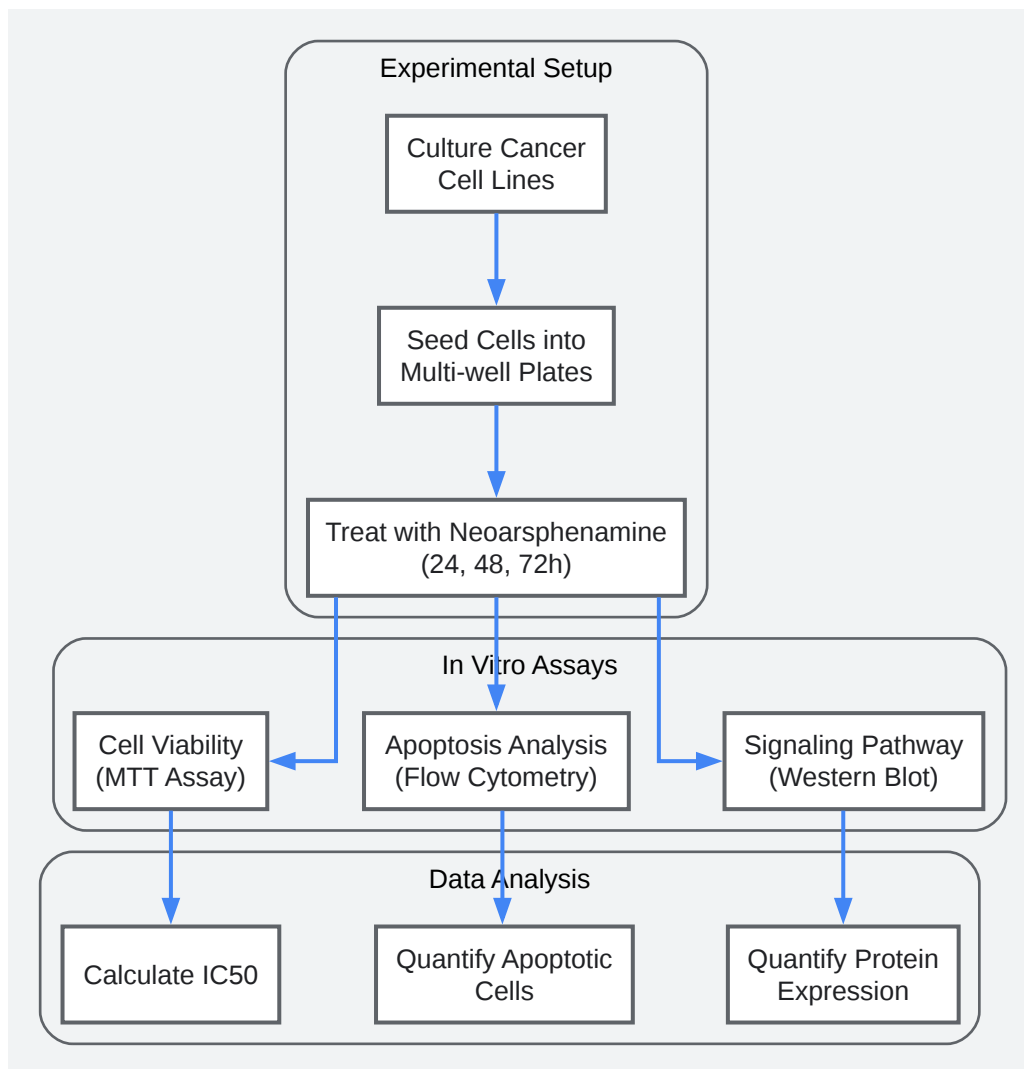 Experimental Setup
Culture Cancer
Cell Lines
Seed Cells into
Multi-well Plates
Treat with Neoarsphenamine
(24, 48, 72h)
In Vitro Assays
Cell Viability
(MTT Assay)
Apoptosis Analysis
(Flow Cytometry)
Signaling Pathway
(Western Blot)
Data Analysis
Calculate IC50
Quantify Apoptotic
Cells
Quantify Protein
Expression